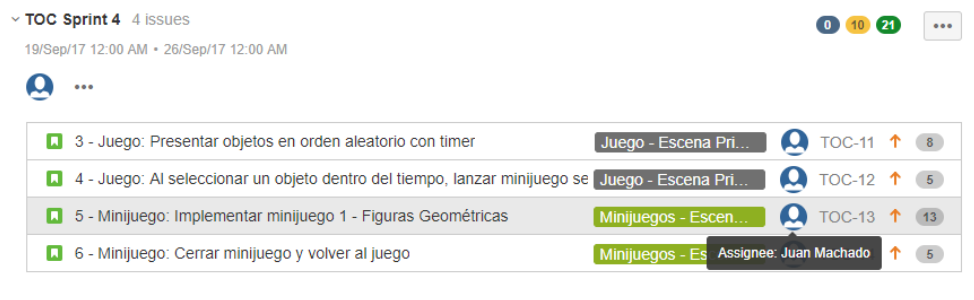 TOC Sprint 4 4 issues 0 10 21 •••
19/Sep/17 12:00 AM • 26/Sep/17 12:00 AM
•••
3 - Juego: Presentar objetos en orden aleatorio con timer Juego - Escena Pri... TOC-11 8
4 - Juego: Al seleccionar un objeto dentro del tiempo, lanzar minijuego se Juego - Escena Pri... TOC-12 5
5 - Minijuego: Implementar minijuego 1 - Figuras Geométricas Minijuegos - Escen... TOC-13 13
6 - Minijuego: Cerrar minijuego y volver al juego Minijuegos - Es Assignee: Juan Machado 5